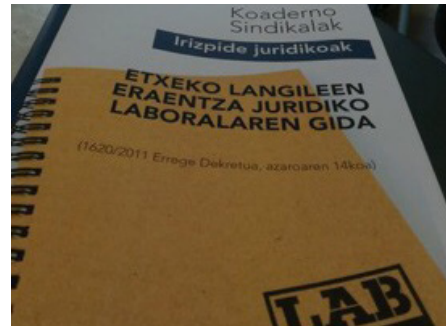 Koaderno
Sindikalak
Irizpide juridikoak
ETXEKO LANGILEEN
ERAENTZA JURIDIKO
LABORALAREN GIDA
(1620/2011 Errege Dekretua, azaroaren 14koa)
LAB